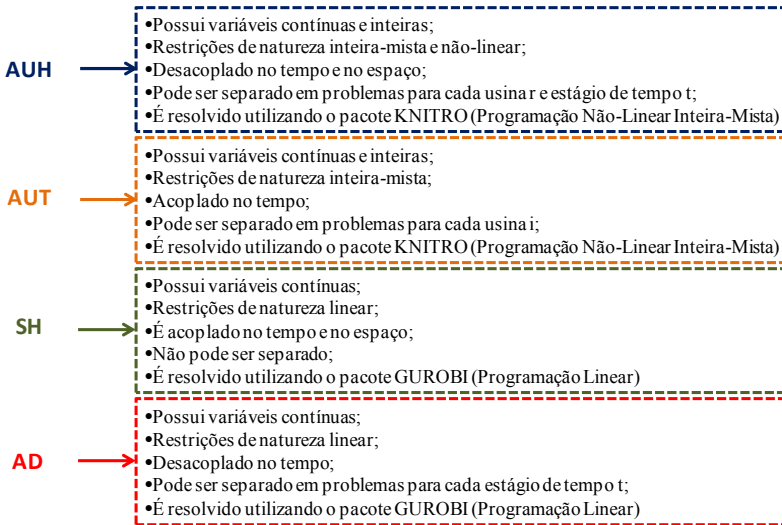 AUH
•Possui variáveis contínuas e inteiras;
•Restrições de natureza inteira-mista e não-linear;
•Desacoplado no tempo e no espaço;
•Pode ser separado em problemas para cada usina r e estágio de tempo t;
•É resolvido utilizando o pacote KNITRO (Programação Não-Linear Inteira-Mista)
AUT
•Possui variáveis contínuas e inteiras;
•Restrições de natureza inteira-mista;
•Acoplado no tempo;
•Pode ser separado em problemas para cada usina i;
•É resolvido utilizando o pacote KNITRO (Programação Não-Linear Inteira-Mista)
SH
•Possui variáveis contínuas;
•Restrições de natureza linear;
•É acoplado no tempo e no espaço;
•Não pode ser separado;
•É resolvido utilizando o pacote GUROBI (Programação Linear)
AD
•Possui variáveis contínuas;
•Restrições de natureza linear;
•Desacoplado no tempo;
•Pode ser separado em problemas para cada estágio de tempo t;
•É resolvido utilizando o pacote GUROBI (Programação Linear)